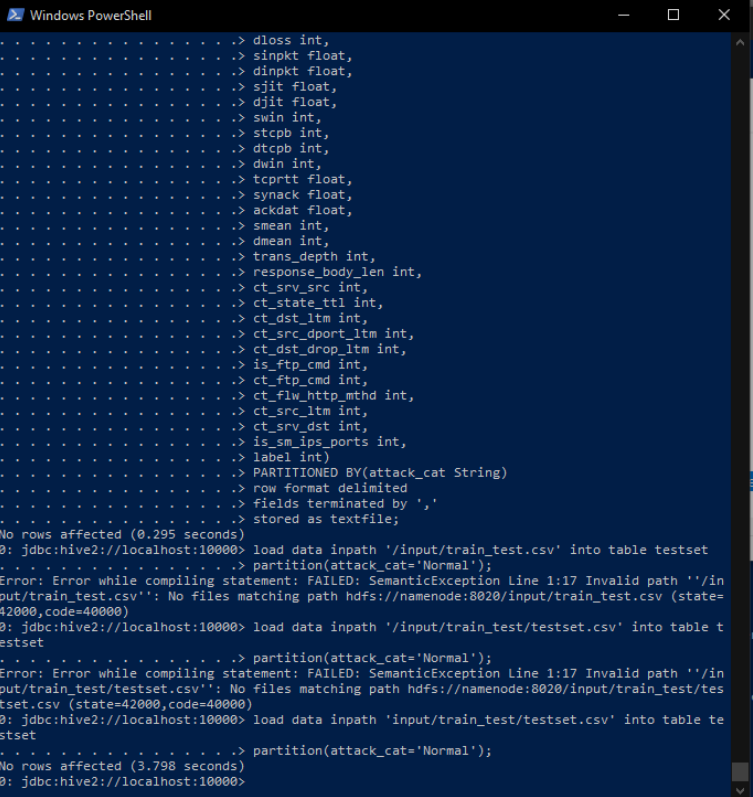 Windows PowerShell
. . . . . . . . . . . . . . . .> dloss int,
. . . . . . . . . . . . . . . .> sinpkt float,
. . . . . . . . . . . . . . . .> dinpkt float,
. . . . . . . . . . . . . . . .> sjit float,
. . . . . . . . . . . . . . . .> djit float,
. . . . . . . . . . . . . . . .> swin int,
. . . . . . . . . . . . . . . .> stcpb int,
. . . . . . . . . . . . . . . .> dtcpb int,
. . . . . . . . . . . . . . . .> dwin int,
. . . . . . . . . . . . . . . .> tcprtt float,
. . . . . . . . . . . . . . . .> synack float,
. . . . . . . . . . . . . . . .> ackdat float,
. . . . . . . . . . . . . . . .> smean int,
. . . . . . . . . . . . . . . .> dmean int,
. . . . . . . . . . . . . . . .> trans_depth int,
. . . . . . . . . . . . . . . .> response_body_len int,
. . . . . . . . . . . . . . . .> ct_srv_src int,
. . . . . . . . . . . . . . . .> ct_state_ttl int,
. . . . . . . . . . . . . . . .> ct_dst_ltm int,
. . . . . . . . . . . . . . . .> ct_src_dport_ltm int,
. . . . . . . . . . . . . . . .> ct_dst_drop_ltm int,
. . . . . . . . . . . . . . . .> is_ftp_cmd int,
. . . . . . . . . . . . . . . .> ct_ftp_cmd int,
. . . . . . . . . . . . . . . .> ct_flw_http_mthd int,
. . . . . . . . . . . . . . . .> ct_src_ltm int,
. . . . . . . . . . . . . . . .> ct_srv_dst int,
. . . . . . . . . . . . . . . .> is_sm_ips_ports int,
. . . . . . . . . . . . . . . .> label int)
. . . . . . . . . . . . . . . .> PARTITIONED BY(attack_cat String)
. . . . . . . . . . . . . . . .> row format delimited
. . . . . . . . . . . . . . . .> fields terminated by ','
. . . . . . . . . . . . . . . .> stored as textfile;
No rows affected (0.295 seconds)
0: jdbc:hive2://localhost:10000> load data inpath '/input/train_test.csv' into table testset
. . . . . . . . . . . . . . . .> partition(attack_cat='Normal');
Error: Error while compiling statement: FAILED: SemanticException Line 1:17 Invalid path ''/in
put/train_test.csv'': No files matching path hdfs://namenode:8020/input/train_test.csv (state=
42000,code=40000)
0: jdbc:hive2://localhost:10000> load data inpath '/input/train_test/testset.csv' into table t
estset
. . . . . . . . . . . . . . . .> partition(attack_cat='Normal');
Error: Error while compiling statement: FAILED: SemanticException Line 1:17 Invalid path ''/in
put/train_test/testset.csv'': No files matching path hdfs://namenode:8020/input/train_test/tes
tset.csv (state=42000,code=40000)
0: jdbc:hive2://localhost:10000> load data inpath 'input/train_test/testset.csv' into table te
stset
. . . . . . . . . . . . . . . .> partition(attack_cat='Normal');
No rows affected (3.798 seconds)
0: jdbc:hive2://localhost:10000>